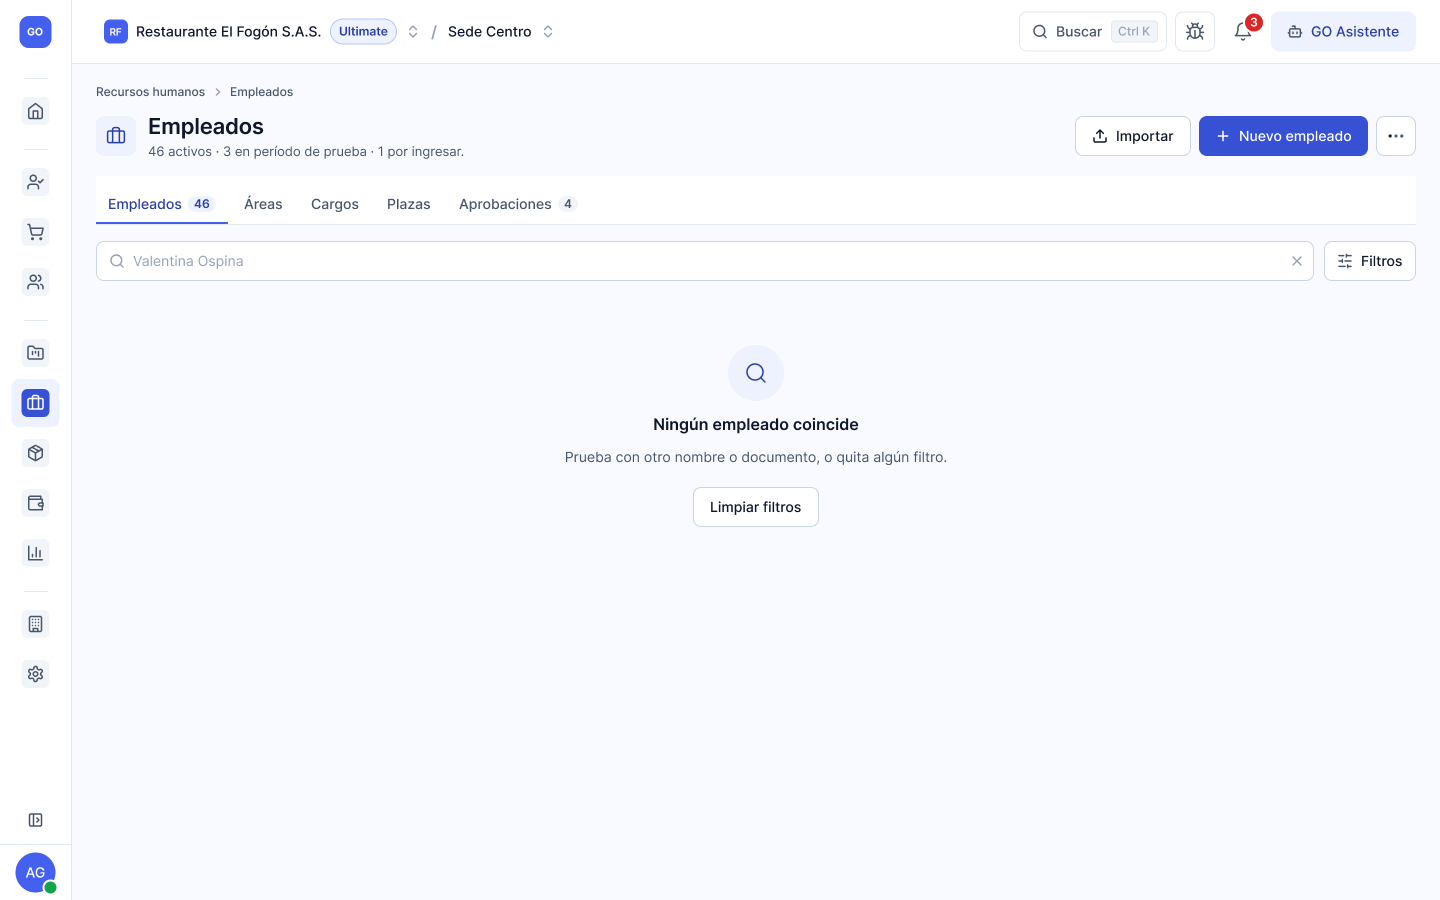 GO
RF Restaurante El Fogón S.A.S. Ultimate / Sede Centro
Buscar Ctrl K
3
GO Asistente
Recursos humanos > Empleados
Empleados
46 activos · 3 en período de prueba · 1 por ingresar.
Importar
Nuevo empleado
Empleados 46 Áreas Cargos Plazas Aprobaciones 4
Valentina Ospina
Filtros
Ningún empleado coincide
Prueba con otro nombre o documento, o quita algún filtro.
Limpiar filtros
AG